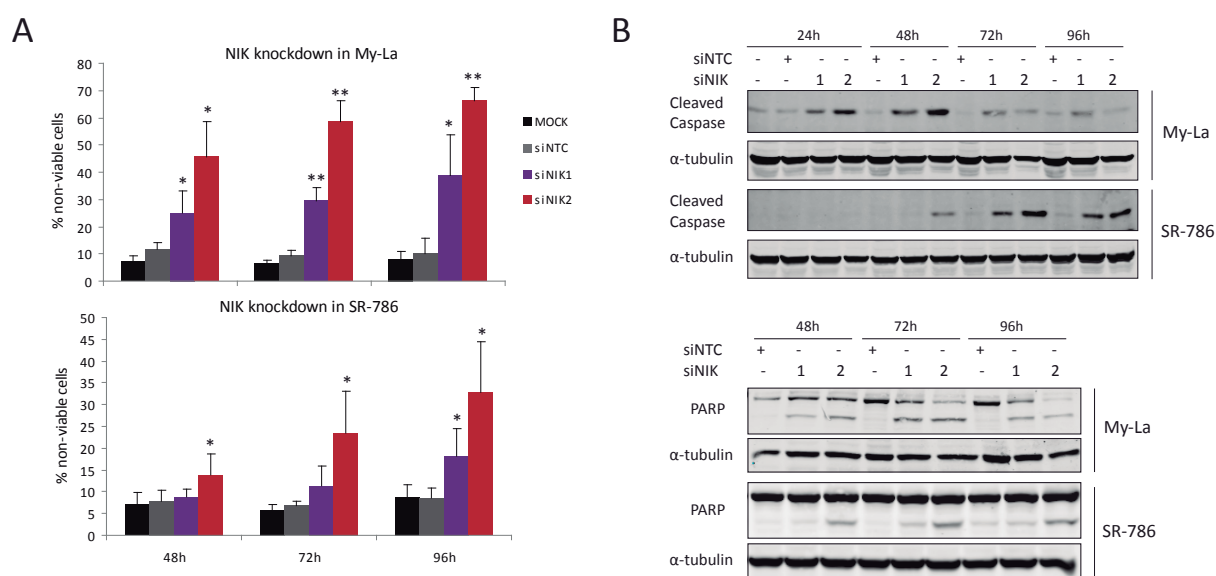 A
NIK knockdown in My-La
% non-viable cells
80
70
60
50
40
30
20
10
0
* * ** ** * **
MOCK
siNTC
siNIK1
siNIK2
NIK knockdown in SR-786
% non-viable cells
50
45
40
35
30
25
20
15
10
5
0
* * * *
48h 72h 96h
B
24h 48h 72h 96h
siNTC - + - - + - - + - - + - -
siNIK - - 1 2 - 1 2 - 1 2 - 1 2
Cleaved
Caspase
α-tubulin
My-La
Cleaved
Caspase
α-tubulin
SR-786
48h 72h 96h
siNTC + - - + - - + - -
siNIK - 1 2 - 1 2 - 1 2
PARP
α-tubulin
My-La
PARP
α-tubulin
SR-786